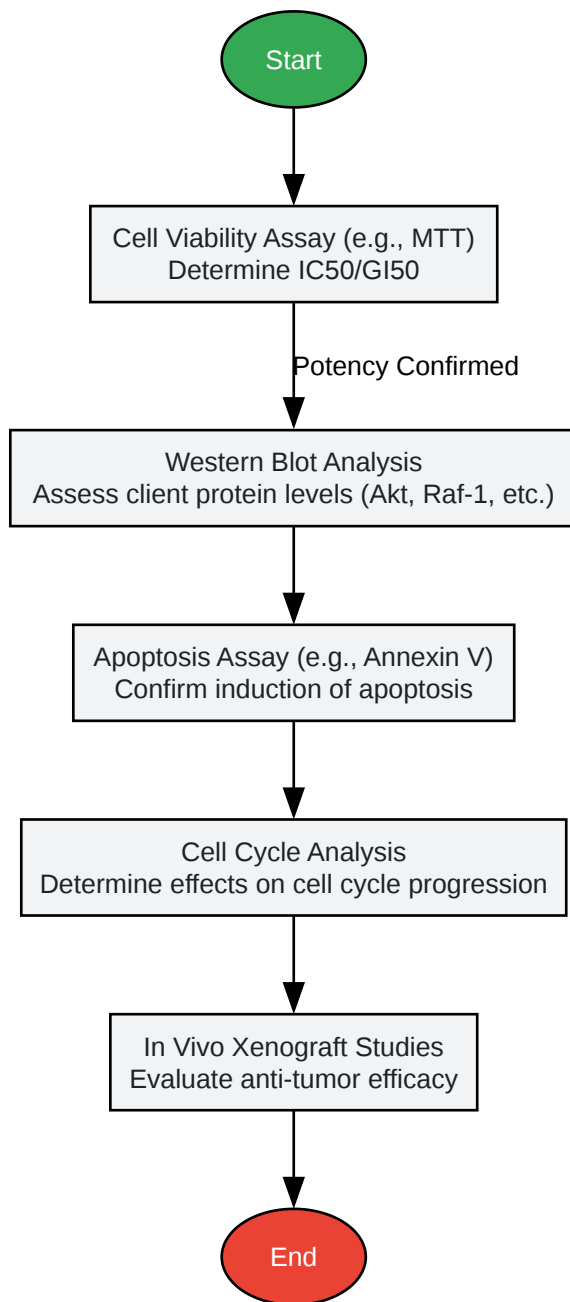 Start
Cell Viability Assay (e.g., MTT)
Determine IC50/GI50
Potency Confirmed
Western Blot Analysis
Assess client protein levels (Akt, Raf-1, etc.)
Apoptosis Assay (e.g., Annexin V)
Confirm induction of apoptosis
Cell Cycle Analysis
Determine effects on cell cycle progression
In Vivo Xenograft Studies
Evaluate anti-tumor efficacy
End